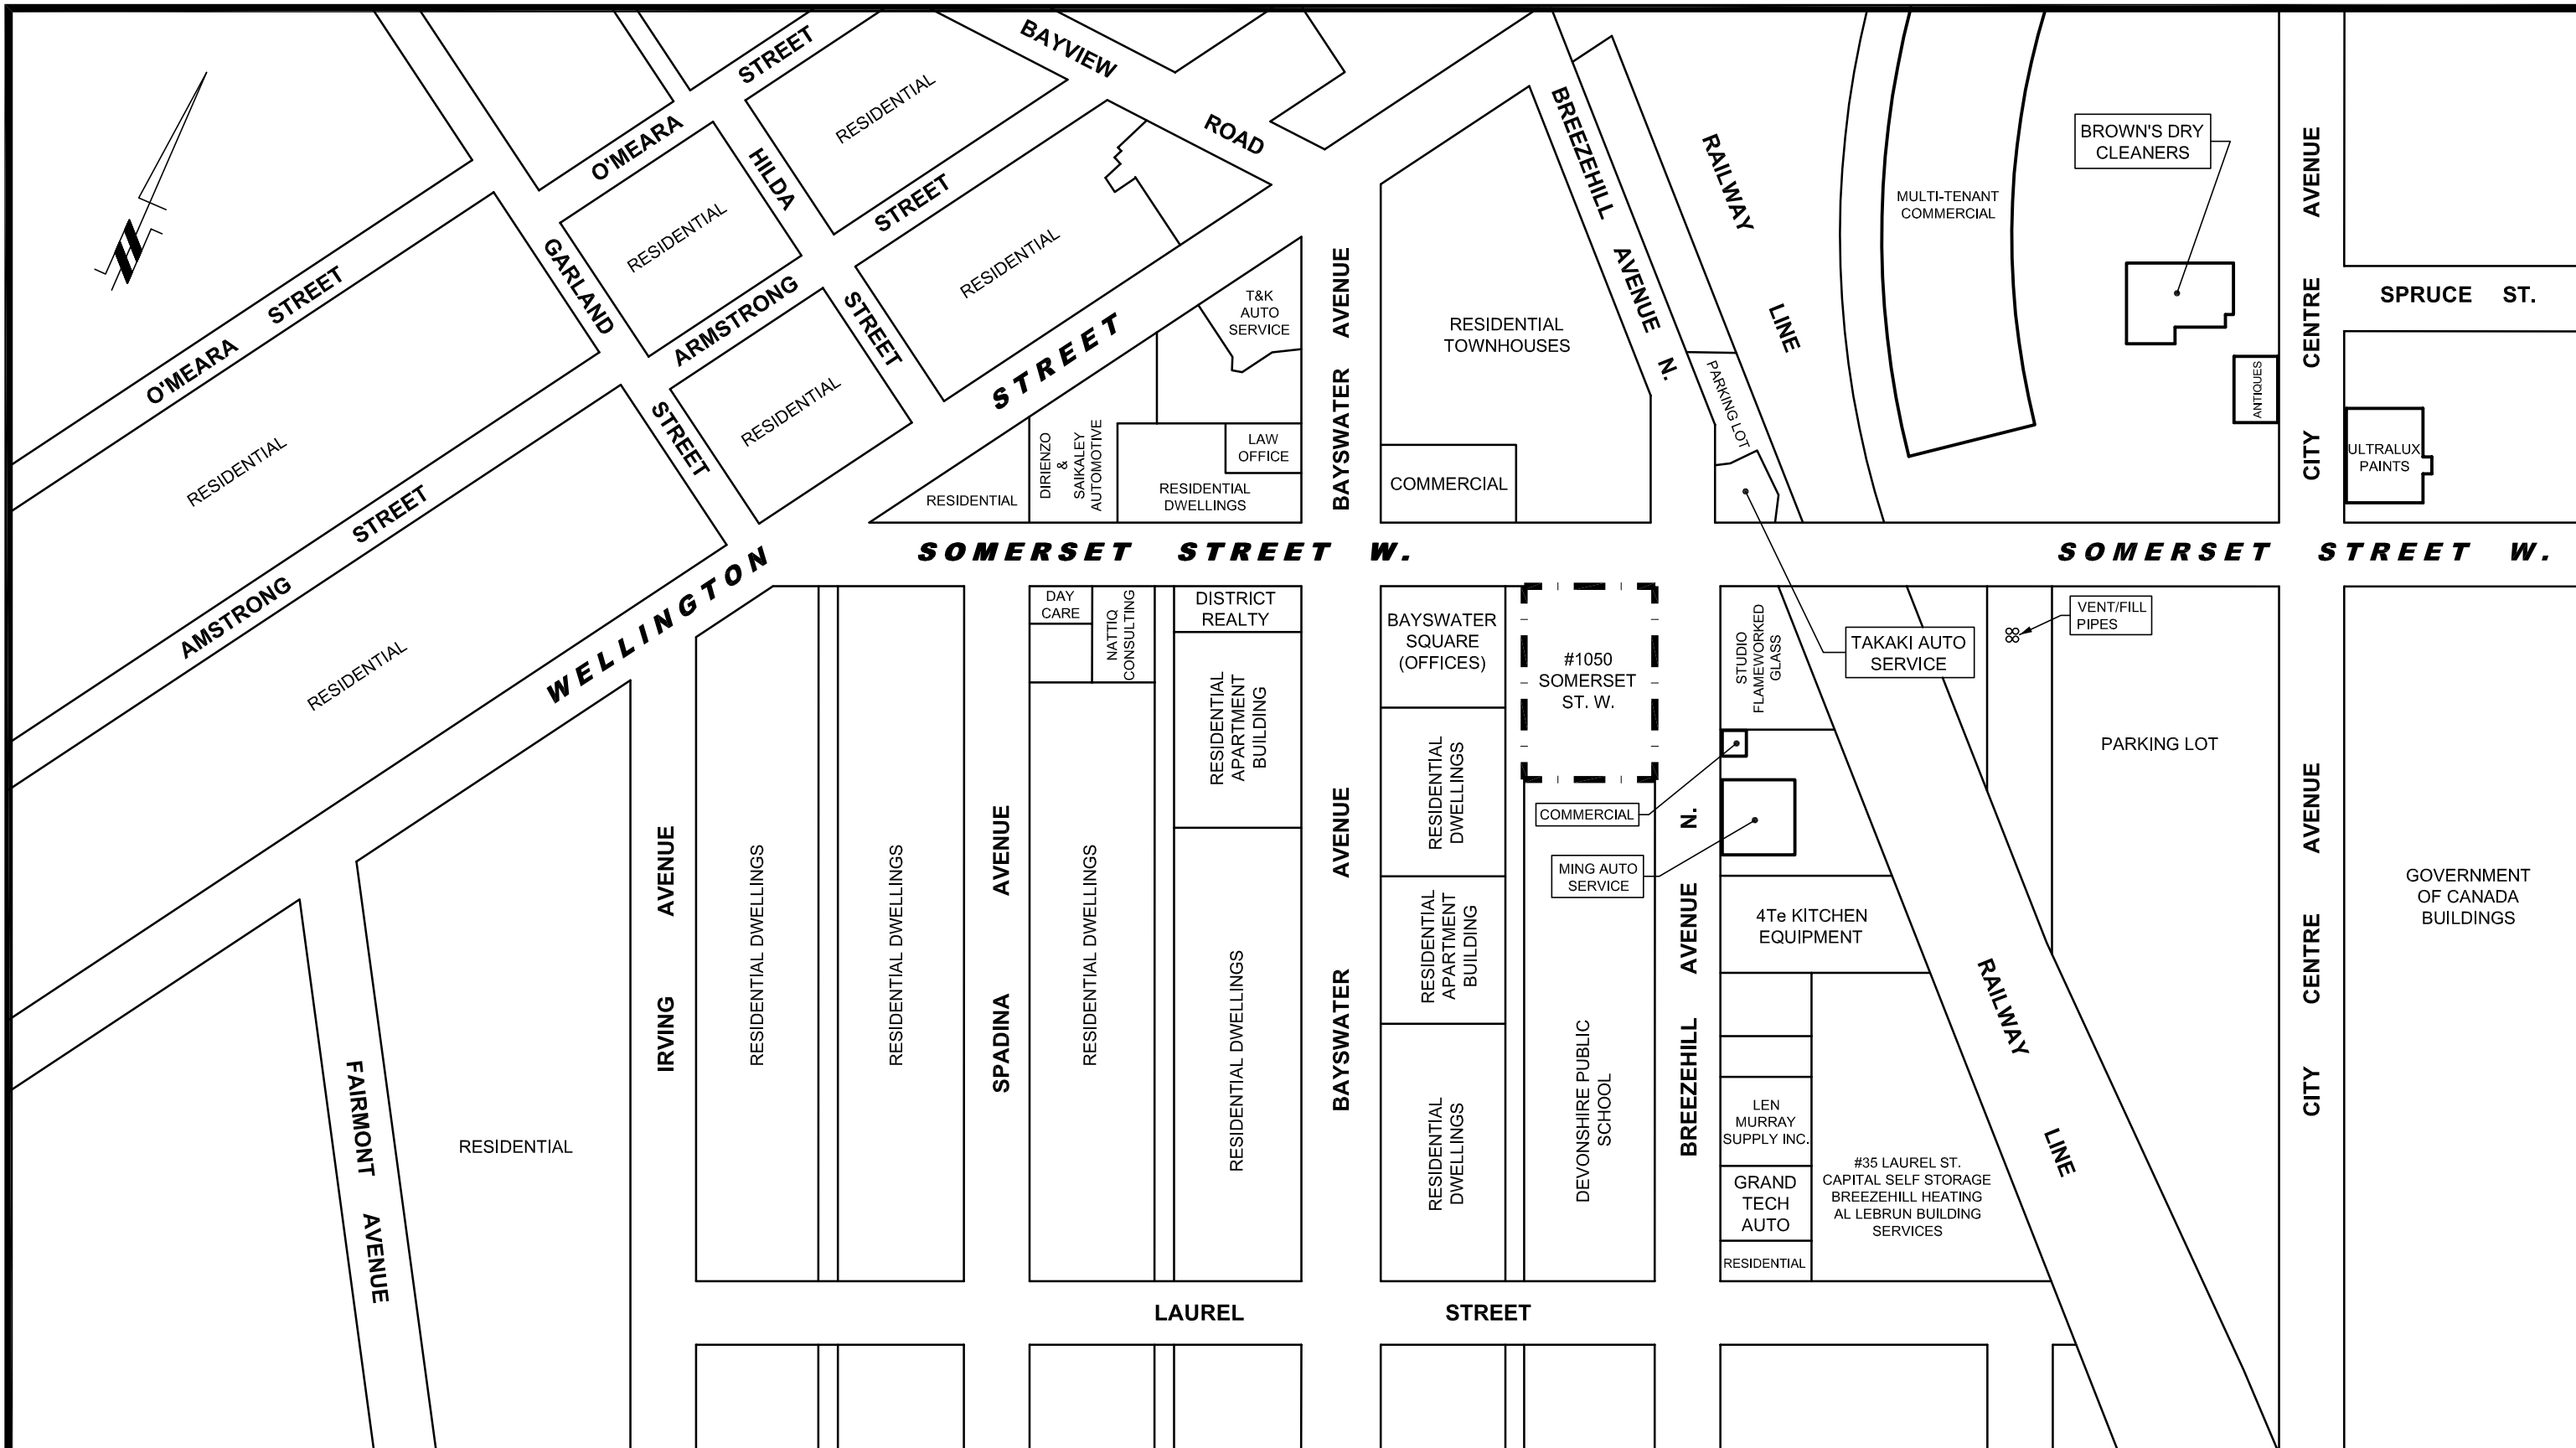 STREET
BAYVIEW
ROAD
O'MEARA
HILDA
STREET
RESIDENTIAL
STREET
RESIDENTIAL
GARLAND
STREET
ARMSTRONG
RESIDENTIAL
RESIDENTIAL
O'MEARA
STREET
RESIDENTIAL
AMSTRONG
STREET
RESIDENTIAL
WELLINGTON
STREET
T&K
AUTO
SERVICE
DIRIENZO
&
SAIKALEY
AUTOMOTIVE
LAW
OFFICE
RESIDENTIAL
DWELLINGS
RESIDENTIAL
BAYSWATER AVENUE
RESIDENTIAL
TOWNHOUSES
COMMERCIAL
BREEZEHILL AVENUE N.
RAILWAY
LINE
PARKING LOT
MULTI-TENANT
COMMERCIAL
BROWN'S DRY
CLEANERS
ANTIQUES
CITY CENTRE AVENUE
SPRUCE ST.
ULTRALUX
PAINTS
SOMERSET STREET W.
SOMERSET STREET W.
DAY
CARE
NATTIQ
CONSULTING
DISTRICT
REALTY
RESIDENTIAL
APARTMENT
BUILDING
BAYSWATER
SQUARE
(OFFICES)
#1050
SOMERSET
ST. W.
STUDIO
FLAMEWORKED
GLASS
TAKAKI AUTO
SERVICE
VENT/FILL
PIPES
PARKING LOT
RESIDENTIAL
DWELLINGS
COMMERCIAL
MING AUTO
SERVICE
4Te KITCHEN
EQUIPMENT
GOVERNMENT
OF CANADA
BUILDINGS
IRVING AVENUE
RESIDENTIAL DWELLINGS
RESIDENTIAL DWELLINGS
SPADINA AVENUE
RESIDENTIAL DWELLINGS
RESIDENTIAL DWELLINGS
BAYSWATER AVENUE
RESIDENTIAL
APARTMENT
BUILDING
RESIDENTIAL
DWELLINGS
DEVONSHIRE PUBLIC
SCHOOL
BREEZEHILL AVENUE N.
RAILWAY
LINE
CITY CENTRE AVENUE
FAIRMONT AVENUE
RESIDENTIAL
LEN
MURRAY
SUPPLY INC.
GRAND
TECH
AUTO
RESIDENTIAL
#35 LAUREL ST.
CAPITAL SELF STORAGE
BREEZEHILL HEATING
AL LEBRUN BUILDING
SERVICES
LAUREL STREET